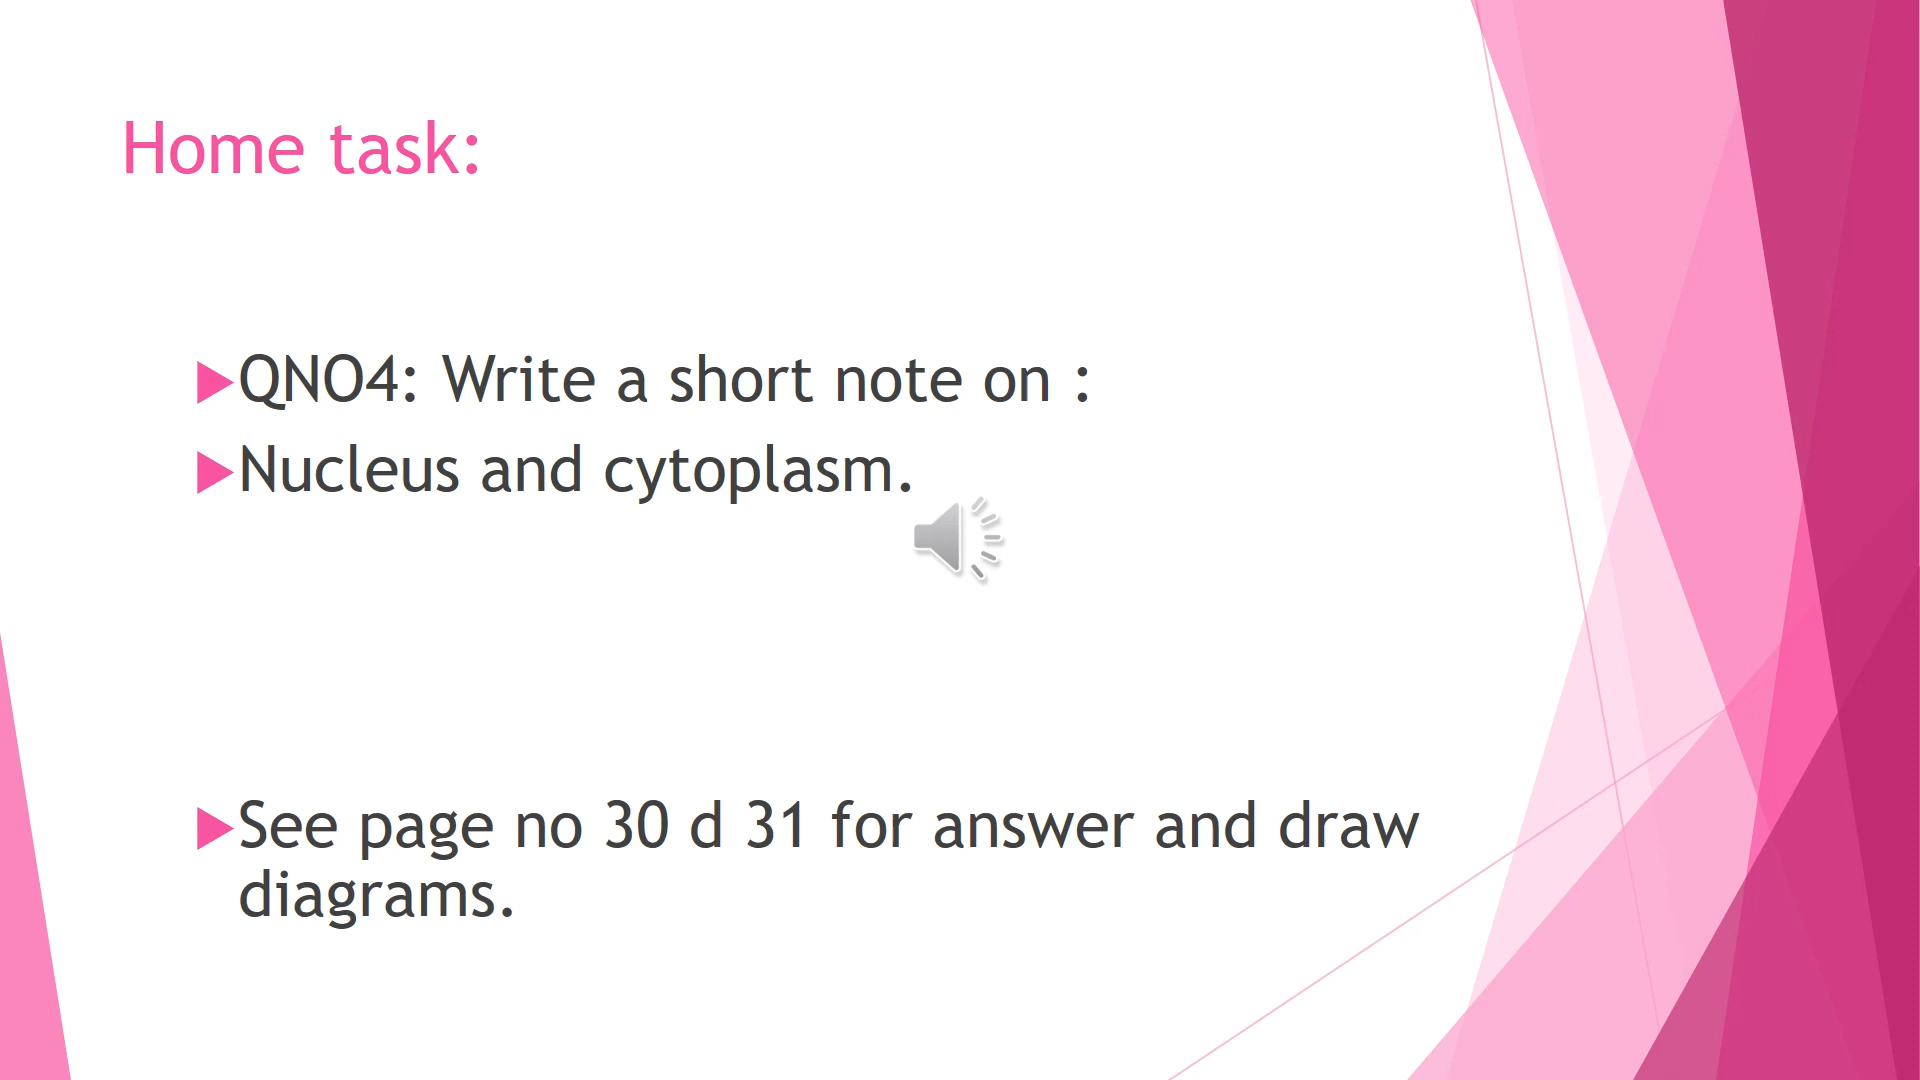 Home task:
QNO4: Write a short note on :
Nucleus and cytoplasm.
See page no 30 d 31 for answer and draw
diagrams.